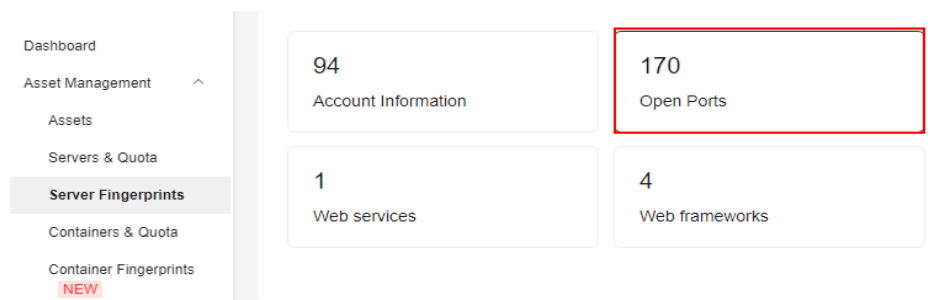 Dashboard
Asset Management
Assets
Servers & Quota
Server Fingerprints
Containers & Quota
Container Fingerprints
NEW
94
Account Information
170
Open Ports
1
Web services
4
Web frameworks